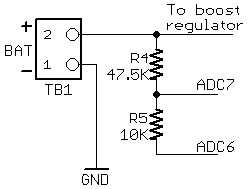 To boost
regulator
+
BAT
-
2
1
TB1
R4
47.5K
ADC7
R5
10K
ADC6
GND